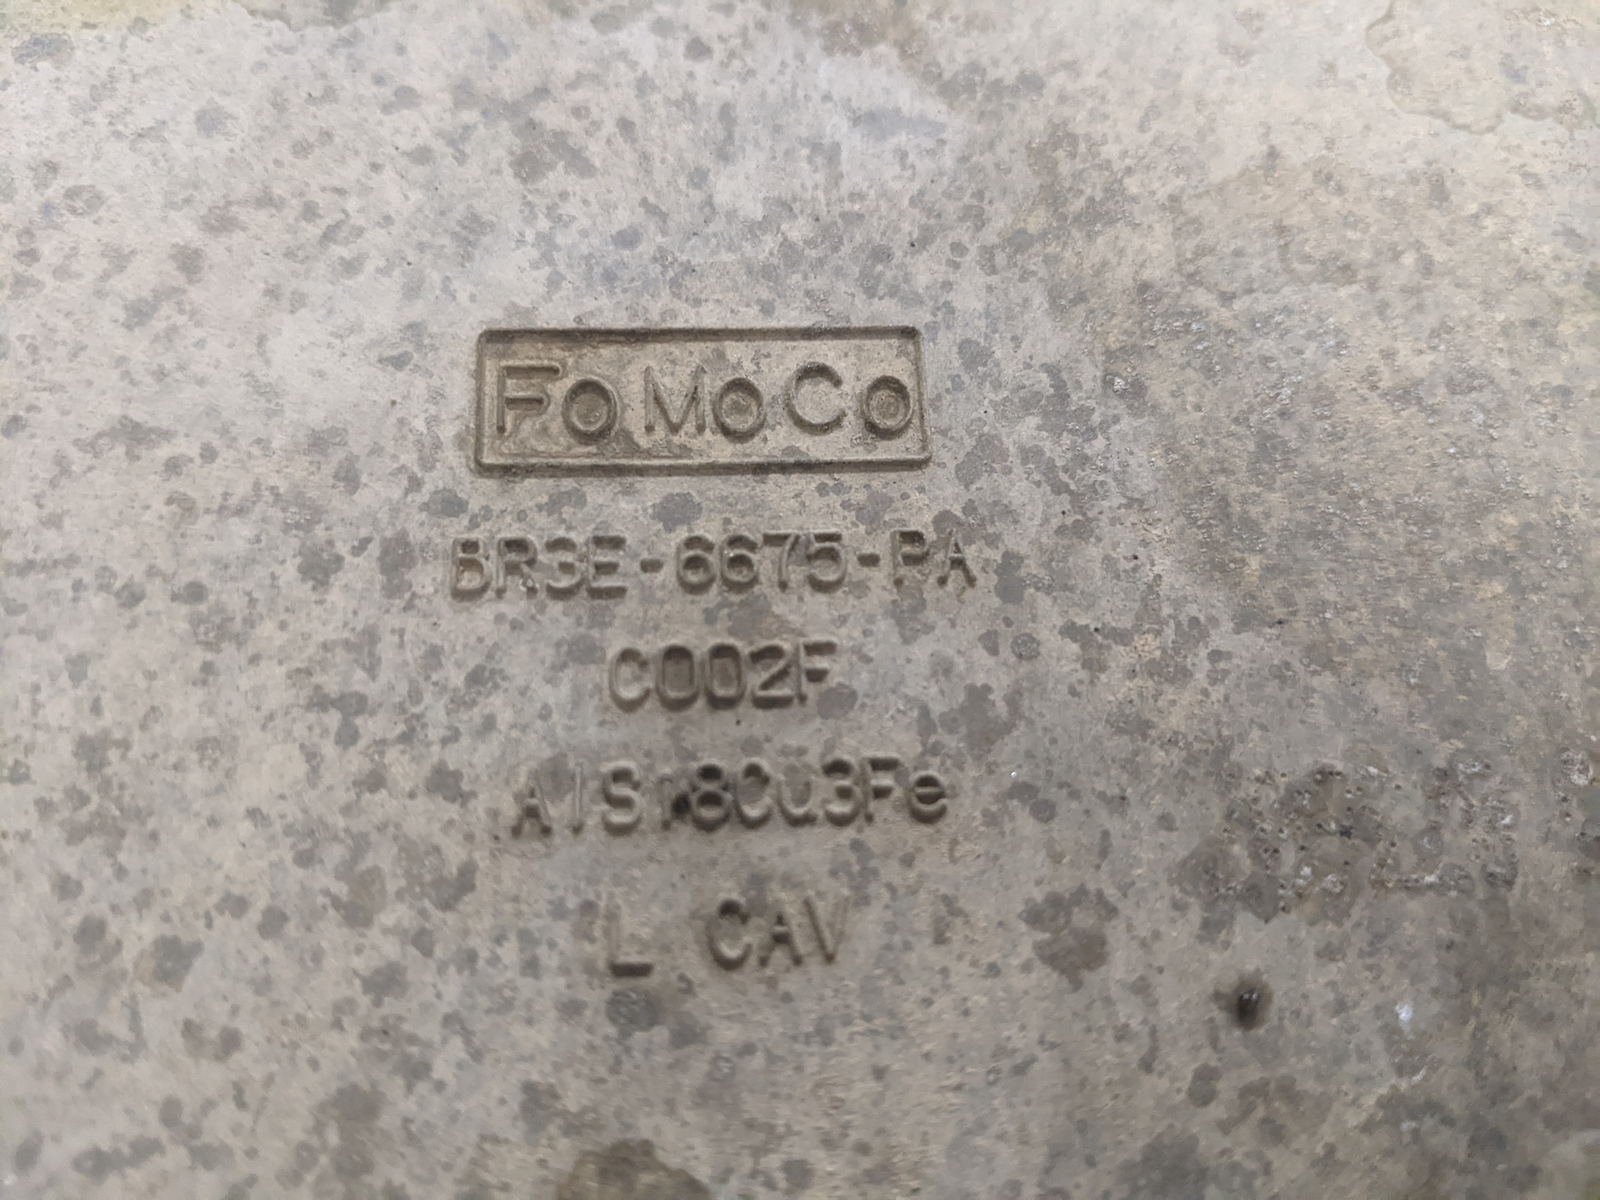 FoMoCo
BR3E-6675-PA
C002F
AlSi8Cu3Fe
L CAV